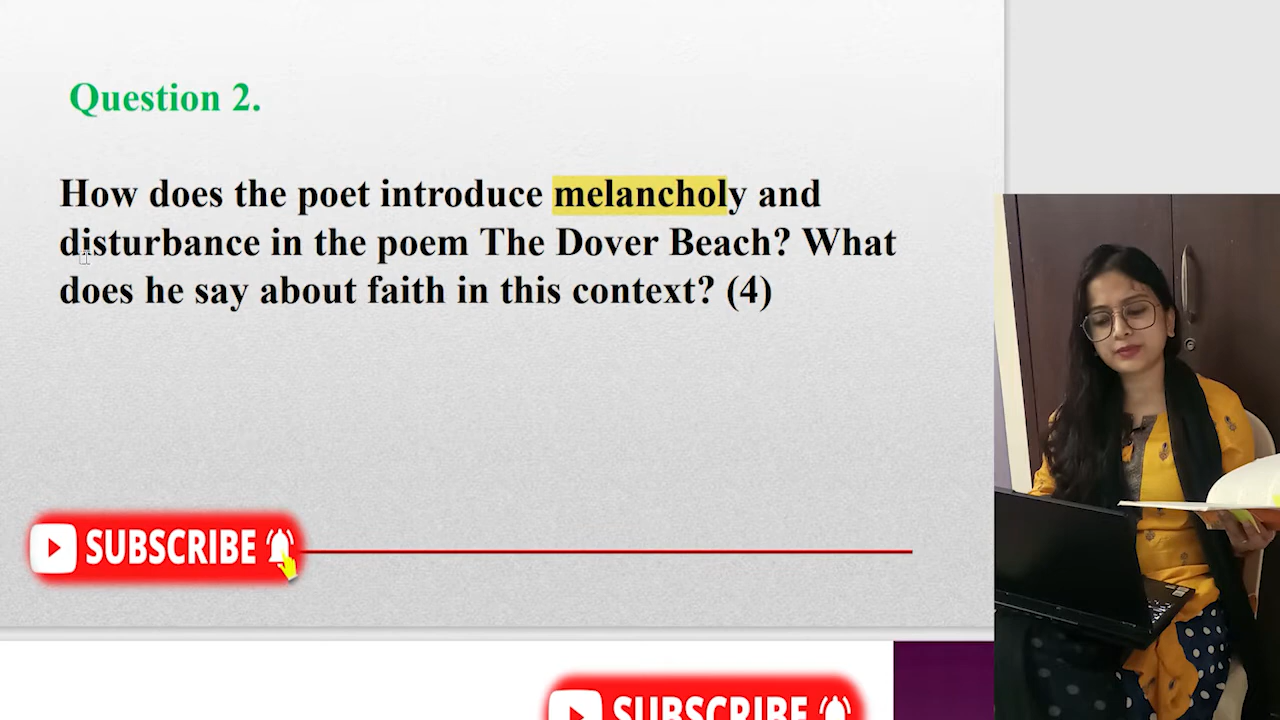 Question 2.
How does the poet introduce melancholy and
disturbance in the poem The Dover Beach? What
does he say about faith in this context? (4)
SUBSCRIBE
SUBSCRIBE